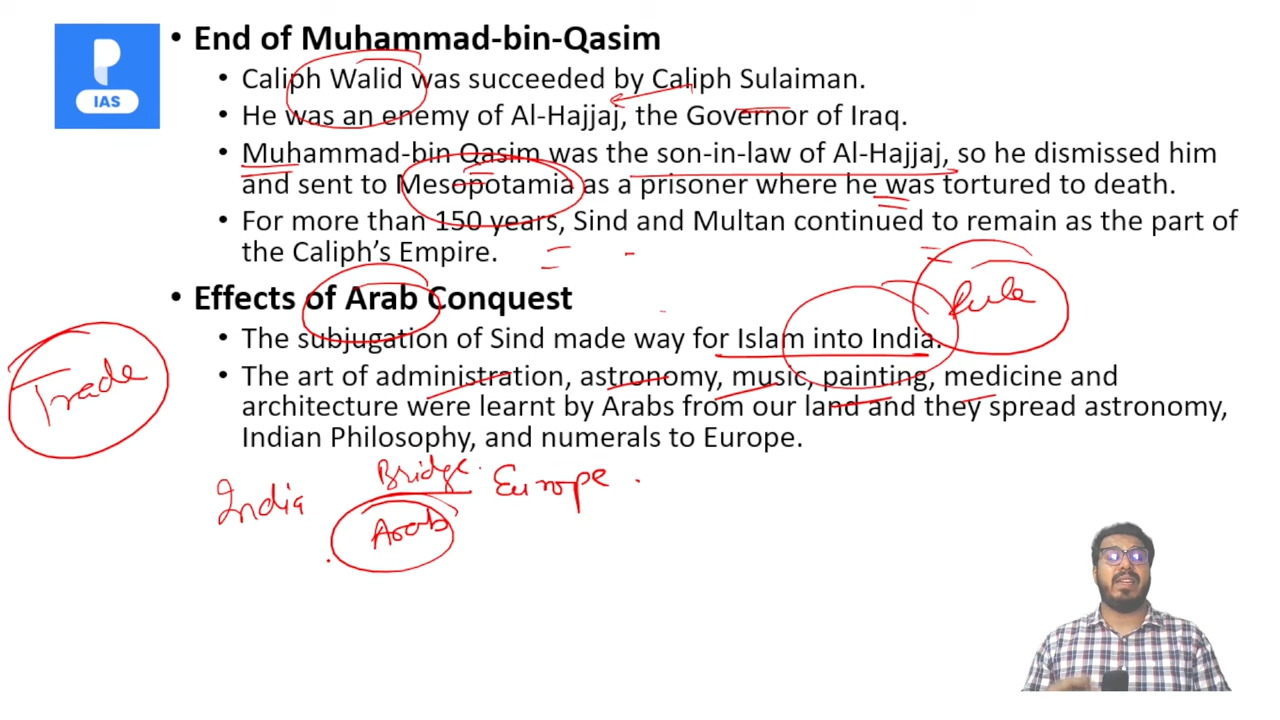 P
IAS
• End of Muhammad-bin-Qasim
• Caliph Walid was succeeded by Caliph Sulaiman.
• He was an enemy of Al-Hajjaj, the Governor of Iraq.
• Muhammad-bin Qasim was the son-in-law of Al-Hajjaj, so he dismissed him
and sent to Mesopotamia as a prisoner where he was tortured to death.
• For more than 150 years, Sind and Multan continued to remain as the part of
the Caliph's Empire.
• Effects of Arab Conquest
Rule
• The subjugation of Sind made way for Islam into India.
Trade
• The art of administration, astronomy, music, painting, medicine and
architecture were learnt by Arabs from our land and they spread astronomy,
Indian Philosophy, and numerals to Europe.
Bridge
India Europe.
Arab